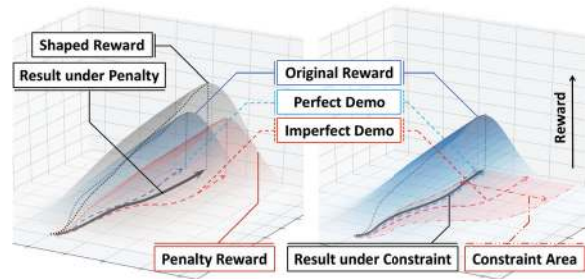 Shaped Reward
Result under Penalty
Original Reward
Perfect Demo
Imperfect Demo
Reward
Penalty Reward
Result under Constraint
Constraint Area